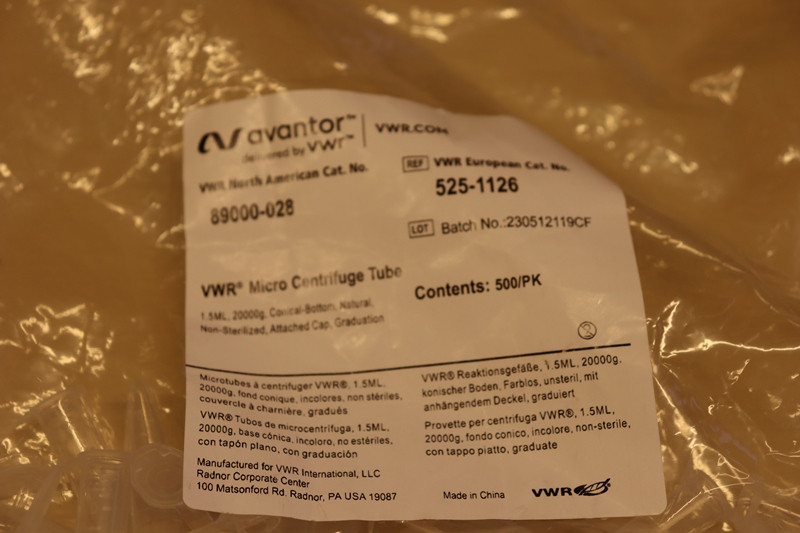 avantor™ | VWR.COM
delivered by vwr™
VWR North American Cat. No.
89000-028
REF VWR European Cat. No.
525-1126
LOT Batch No.:230512119CF
VWR® Micro Centrifuge Tube
1.5ML, 20000g, Conical-Bottom, Natural,
Non-Sterilized, Attached Cap, Graduation
Contents: 500/PK
2
Microtubes à centrifuger VWR®, 1.5ML,
20000g, fond conique, incolores, non stériles,
couvercle à charnière, gradués
VWR® Tubos de microcentrífuga, 1.5ML,
20000g, base cónica, incoloro, no estériles,
con tapón plano, con graduación
Manufactured for VWR International, LLC
Radnor Corporate Center
100 Matsonford Rd. Radnor, PA USA 19087
VWR® Reaktionsgefäße, 1.5ML, 20000g,
konischer Boden, Farblos, unsteril, mit
anhängendem Deckel, graduiert
Provette per centrifuga VWR®, 1.5ML,
20000g, fondo conico, incolore, non-sterile,
con tappo piatto, graduate
Made in China
VWR